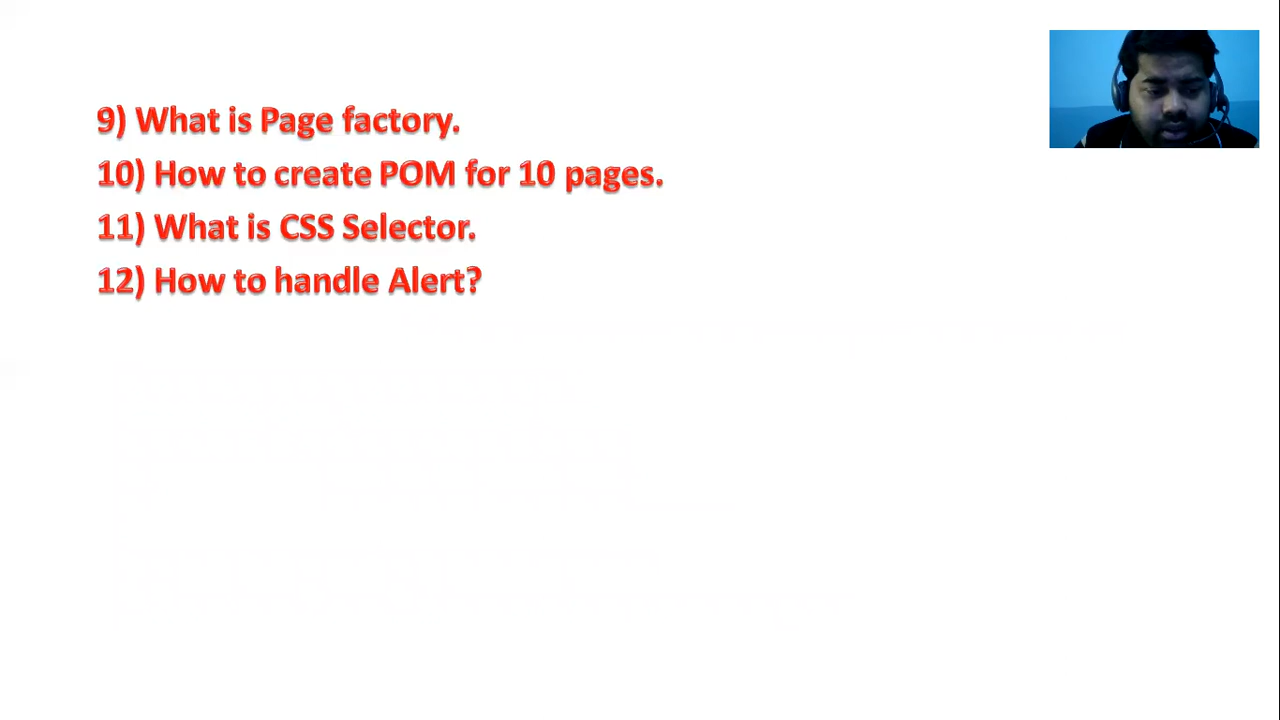 9) What is Page factory.
10) How to create POM for 10 pages.
11) What is CSS Selector.
12) How to handle Alert?